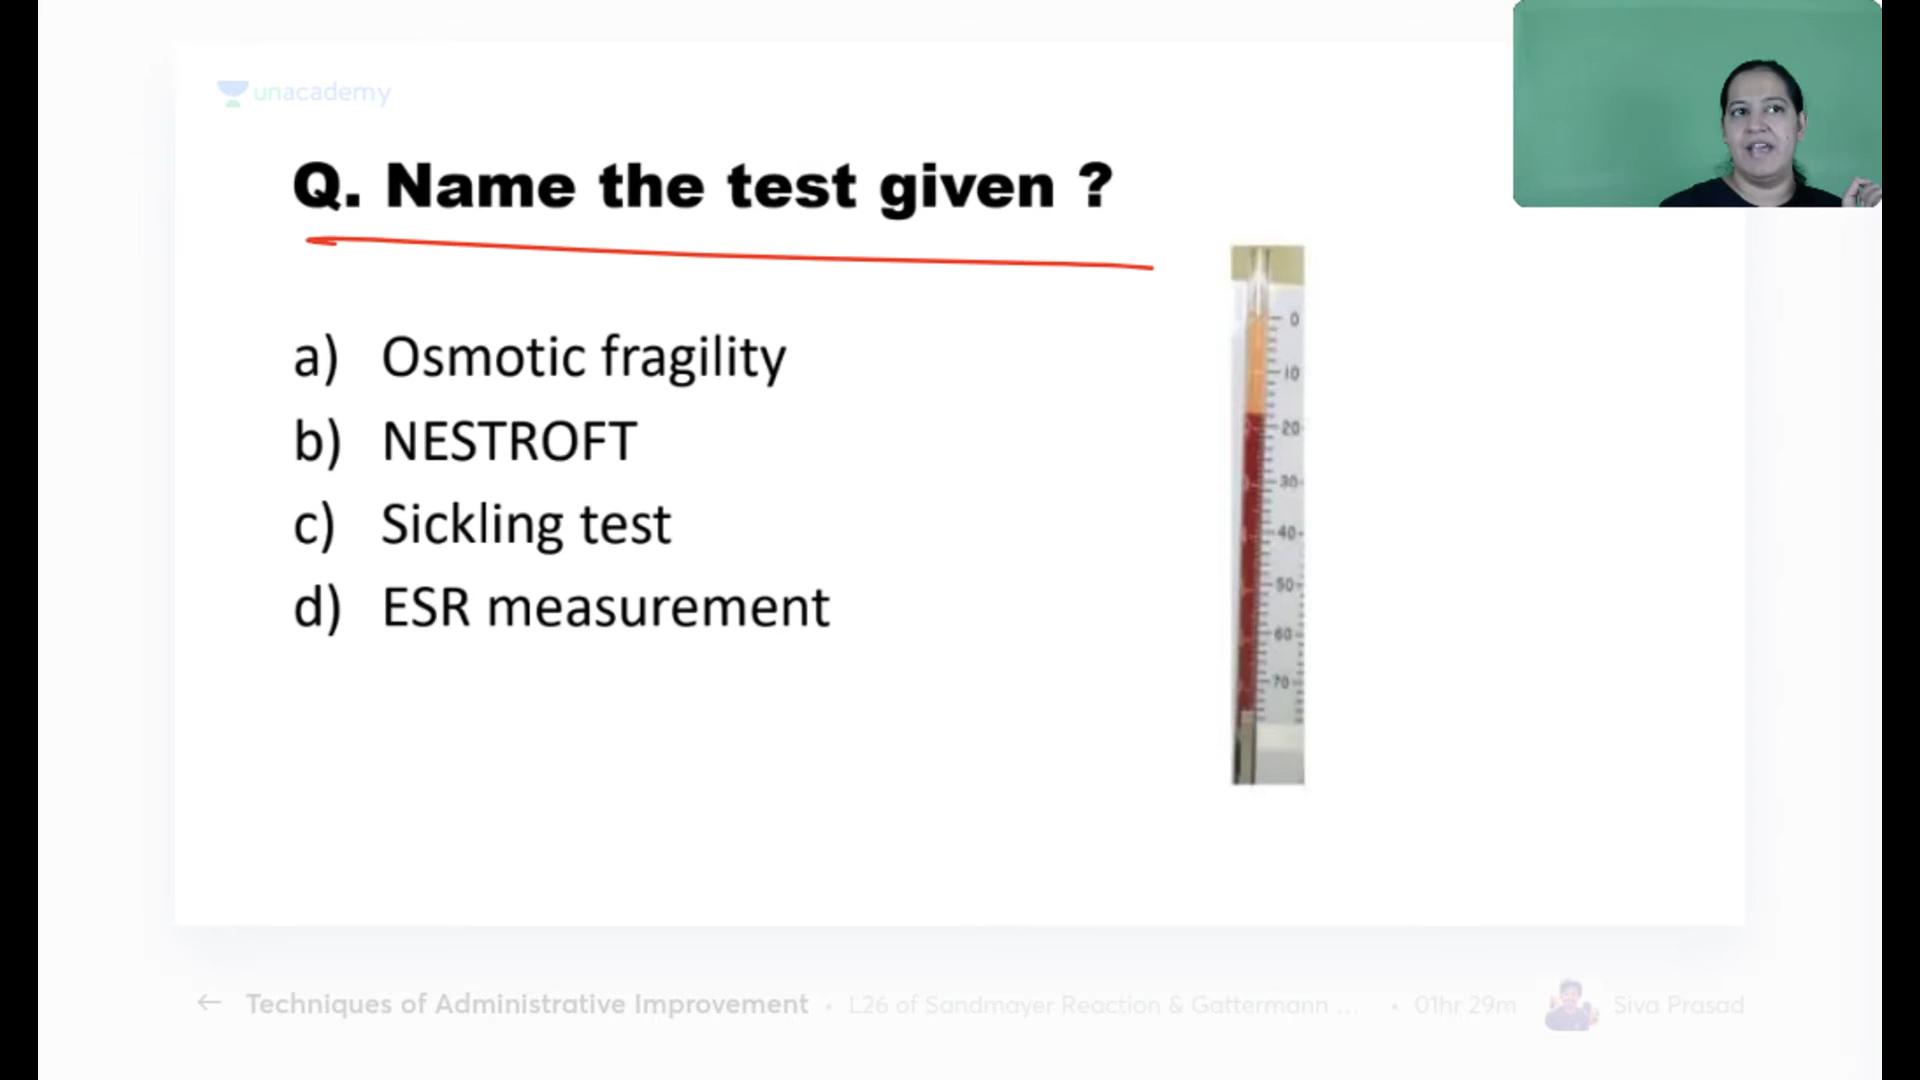 unacademy
Q. Name the test given ?
a) Osmotic fragility
b) NESTROFT
c) Sickling test
d) ESR measurement
0
10
20
30
40
50
60
70
← Techniques of Administrative Improvement • L26 of Sandmayer Reaction & Gattermann ... • 01hr 29m Siva Prasad